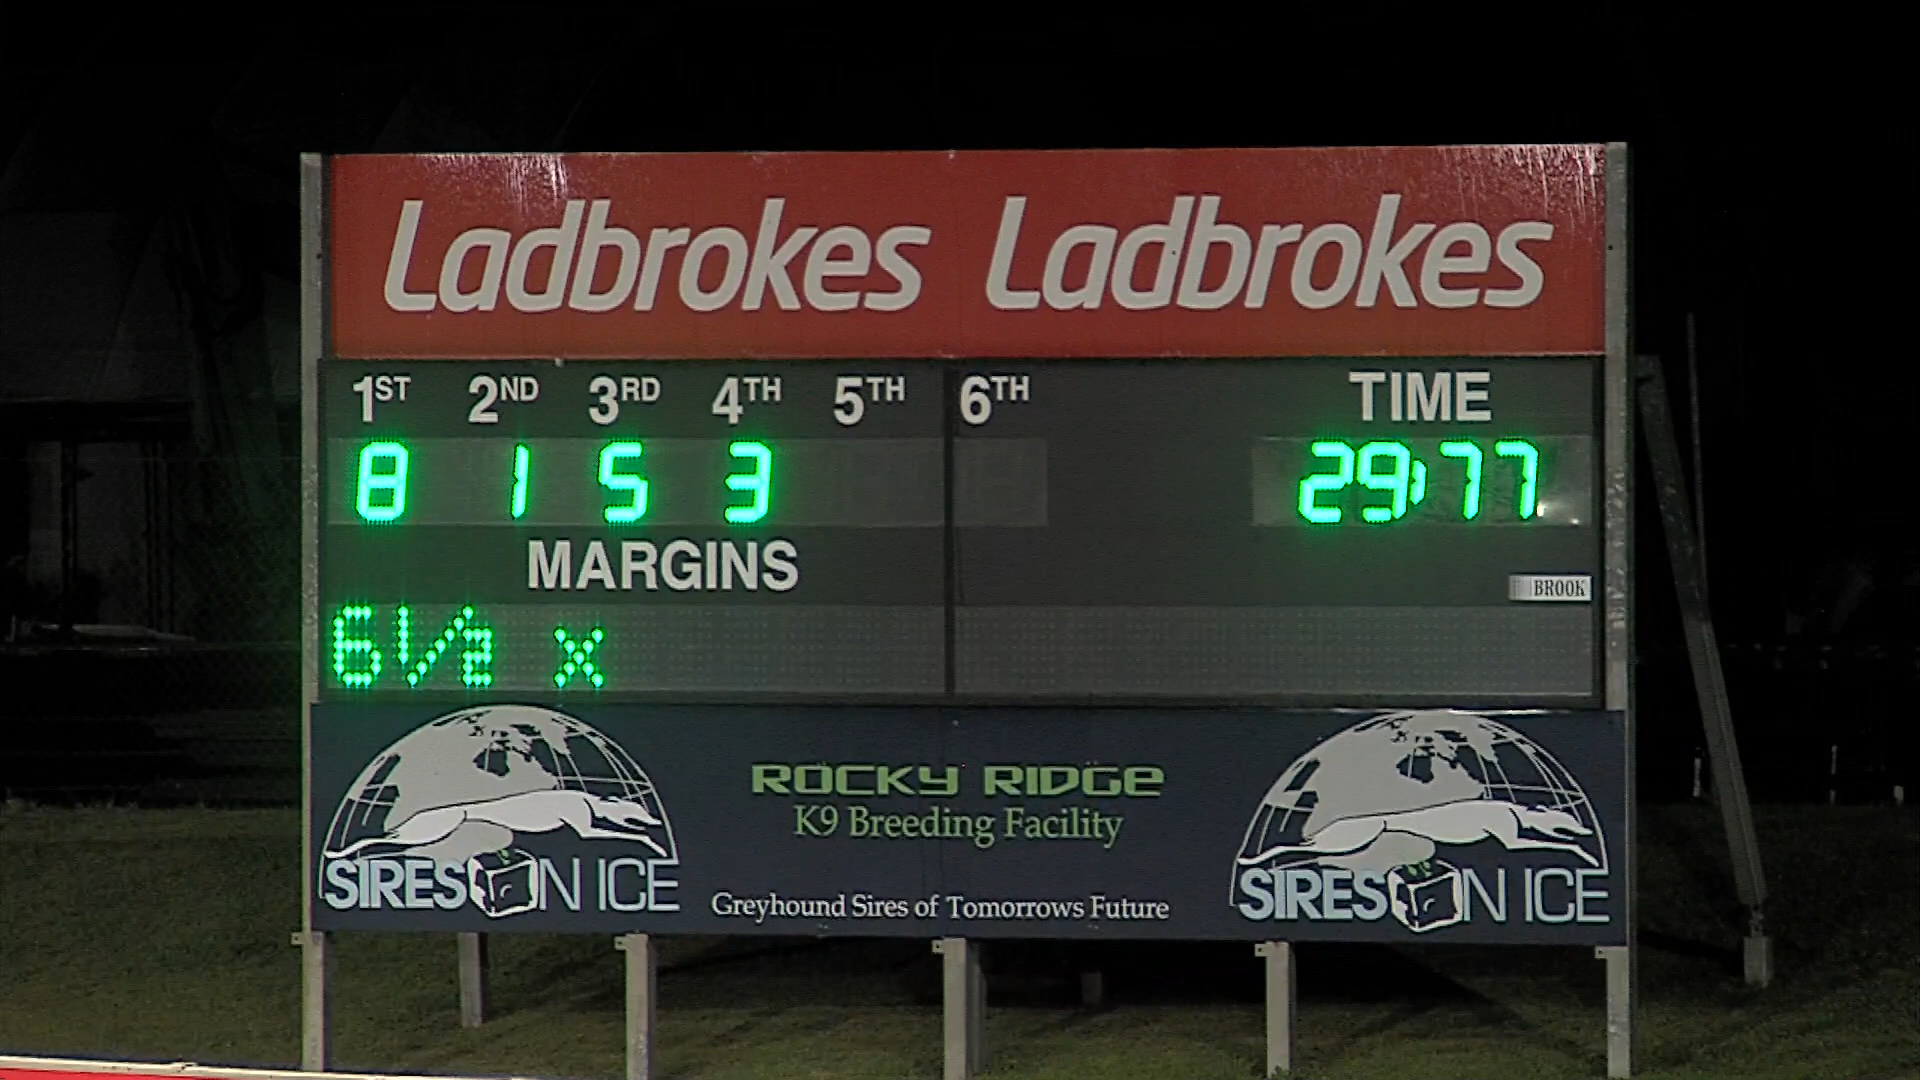 Ladbrokes Ladbrokes
1ST 2ND 3RD 4TH 5TH 6TH TIME
8 1 5 3 29.77
MARGINS
BROOK
6 1/2 x
ROCKY RIDGE
K9 Breeding Facility
SIRES ON ICE SIRES ON ICE
Greyhound Sires of Tomorrows Future